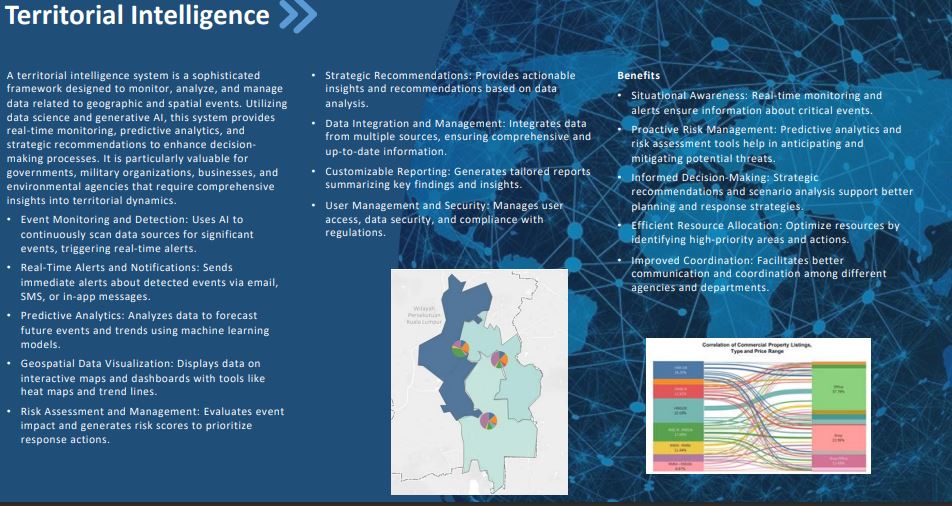 Territorial Intelligence
A territorial intelligence system is a sophisticated
framework designed to monitor, analyze, and manage
data related to geographic and spatial events. Utilizing
data science and generative AI, this system provides
real-time monitoring, predictive analytics, and
strategic recommendations to enhance decision-
making processes. It is particularly valuable for
governments, military organizations, businesses, and
environmental agencies that require comprehensive
insights into territorial dynamics.
• Event Monitoring and Detection: Uses AI to
continuously scan data sources for significant
events, triggering real-time alerts.
• Real-Time Alerts and Notifications: Sends
immediate alerts about detected events via email,
SMS, or in-app messages.
• Predictive Analytics: Analyzes data to forecast
future events and trends using machine learning
models.
• Geospatial Data Visualization: Displays data on
interactive maps and dashboards with tools like
heat maps and trend lines.
• Risk Assessment and Management: Evaluates event
impact and generates risk scores to prioritize
response actions.
• Strategic Recommendations: Provides actionable
insights and recommendations based on data
analysis.
• Data Integration and Management: Integrates data
from multiple sources, ensuring comprehensive and
up-to-date information.
• Customizable Reporting: Generates tailored reports
summarizing key findings and insights.
• User Management and Security: Manages user
access, data security, and compliance with
regulations.
Wilayah
Persekutuan
Kuala Lumpur
Benefits
• Situational Awareness: Real-time monitoring and
alerts ensure information about critical events.
• Proactive Risk Management: Predictive analytics and
risk assessment tools help in anticipating and
mitigating potential threats.
• Informed Decision-Making: Strategic
recommendations and scenario analysis support better
planning and response strategies.
• Efficient Resource Allocation: Optimize resources by
identifying high-priority areas and actions.
• Improved Coordination: Facilitates better
communication and coordination among different
agencies and departments.
Correlation of Commercial Property Listings,
Type and Price Range
Office
Shop